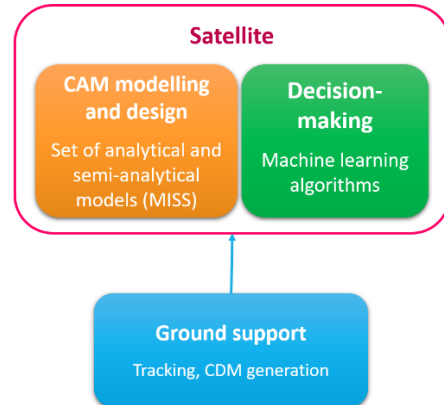 Satellite
CAM modelling
and design
Set of analytical and
semi-analytical
models (MISS)
Decision-
making
Machine learning
algorithms
Ground support
Tracking, CDM generation